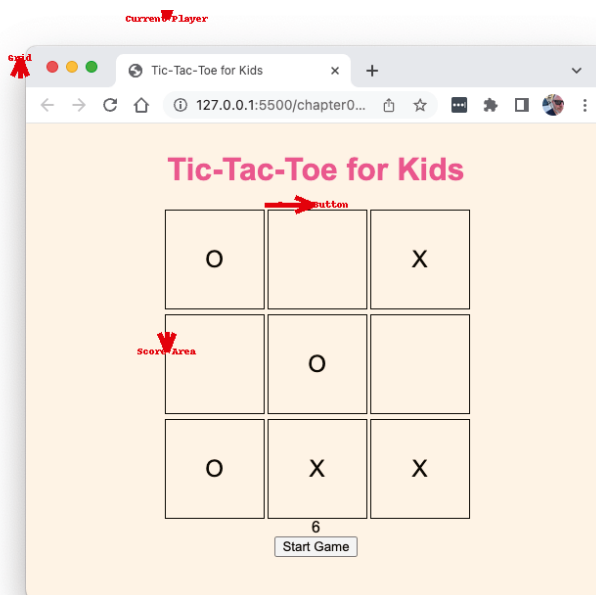 Current Player
Grid
Tic-Tac-Toe for Kids
127.0.0.1:5500/chapter0...
Tic-Tac-Toe for Kids
Button
O X
Score Area
O
O X X
6
Start Game